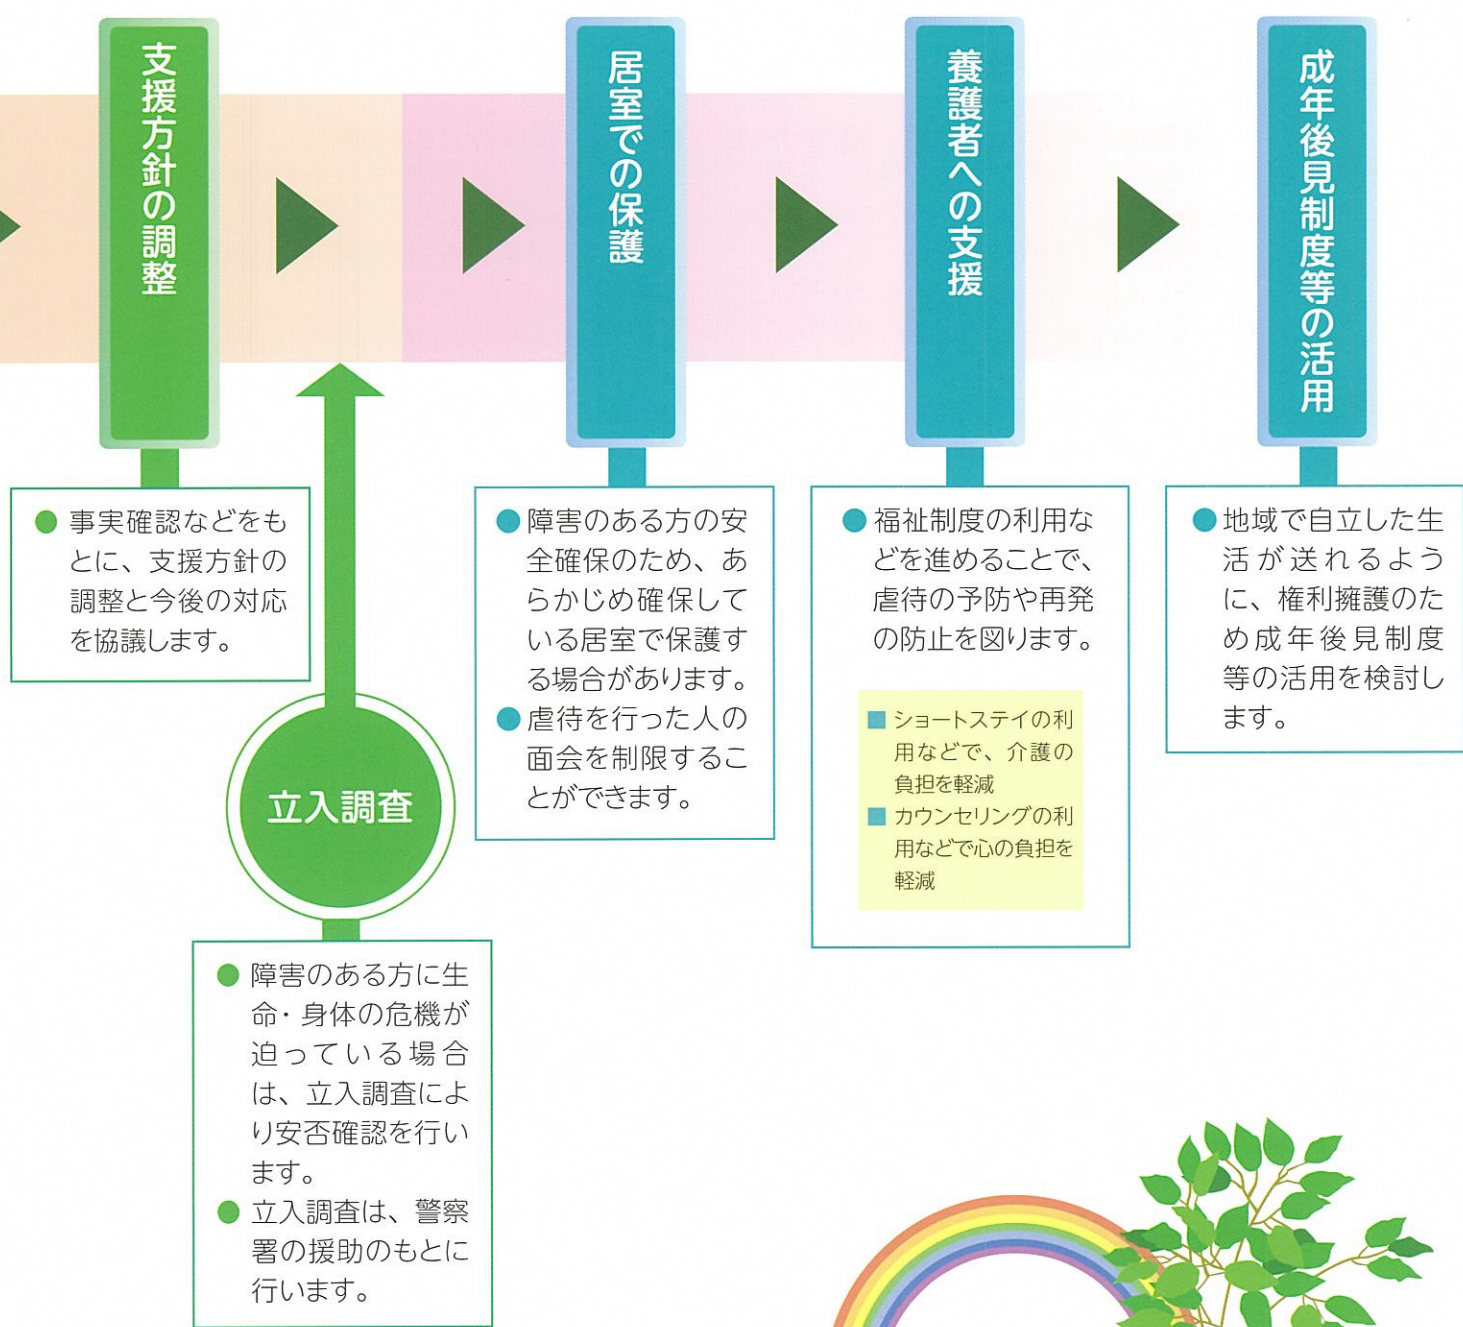 支援方針の調整
事実確認などをも
とに、支援方針の
調整と今後の対応
を協議します。
立入調査
障害のある方に生
命・身体の危機が
迫っている場合
は、立入調査によ
り安否確認を行い
ます。
立入調査は、警察
署の援助のもとに
行います。
居室での保護
障害のある方の安
全確保のため、あ
らかじめ確保して
いる居室で保護す
る場合があります。
虐待を行った人の
面会を制限するこ
とができます。
養護者への支援
福祉制度の利用な
どを進めることで、
虐待の予防や再発
の防止を図ります。
ショートステイの利
用などで、介護の
負担を軽減
カウンセリングの利
用などで心の負担を
軽減
成年後見制度等の活用
地域で自立した生
活が送れるよう
に、権利擁護のた
め成年後見制度
等の活用を検討し
ます。